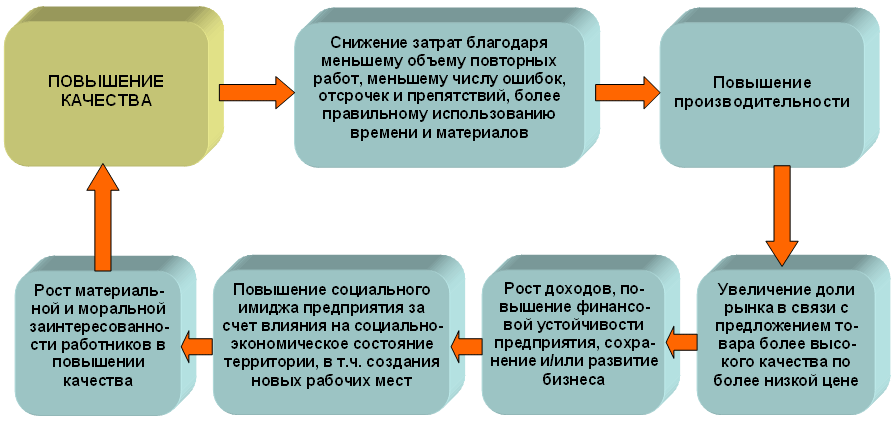 ПОВЫШЕНИЕ
КАЧЕСТВА
Снижение затрат благодаря
меньшему объему повторных
работ, меньшему числу ошибок,
отсрочек и препятствий, более
правильному использованию
времени и материалов
Повышение
производительности
Увеличение доли
рынка в связи с
предложением то-
вара более высо-
кого качества по
более низкой цене
Рост доходов, по-
вышение финансо-
вой устойчивости
предприятия, сохра-
нение и/или развитие
бизнеса
Повышение социального
имиджа предприятия за
счет влияния на социально-
экономическое состояние
территории, в т.ч. создания
новых рабочих мест
Рост материаль-
ной и моральной
заинтересованно-
сти работников в
повышении
качества